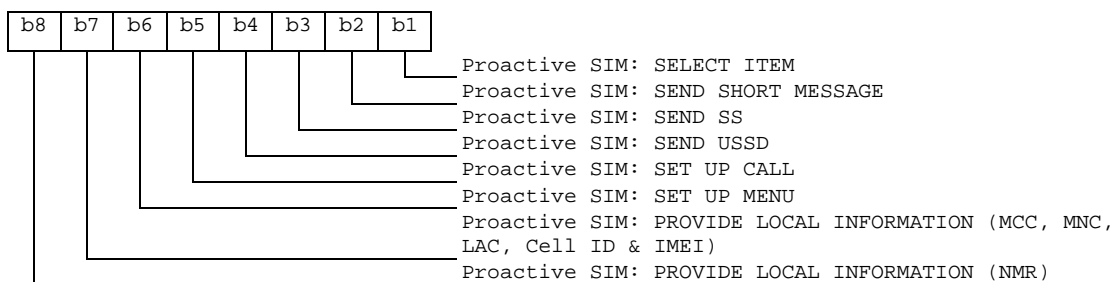 b8 b7 b6 b5 b4 b3 b2 b1
Proactive SIM: SELECT ITEM
Proactive SIM: SEND SHORT MESSAGE
Proactive SIM: SEND SS
Proactive SIM: SEND USSD
Proactive SIM: SET UP CALL
Proactive SIM: SET UP MENU
Proactive SIM: PROVIDE LOCAL INFORMATION (MCC, MNC,
LAC, Cell ID & IMEI)
Proactive SIM: PROVIDE LOCAL INFORMATION (NMR)